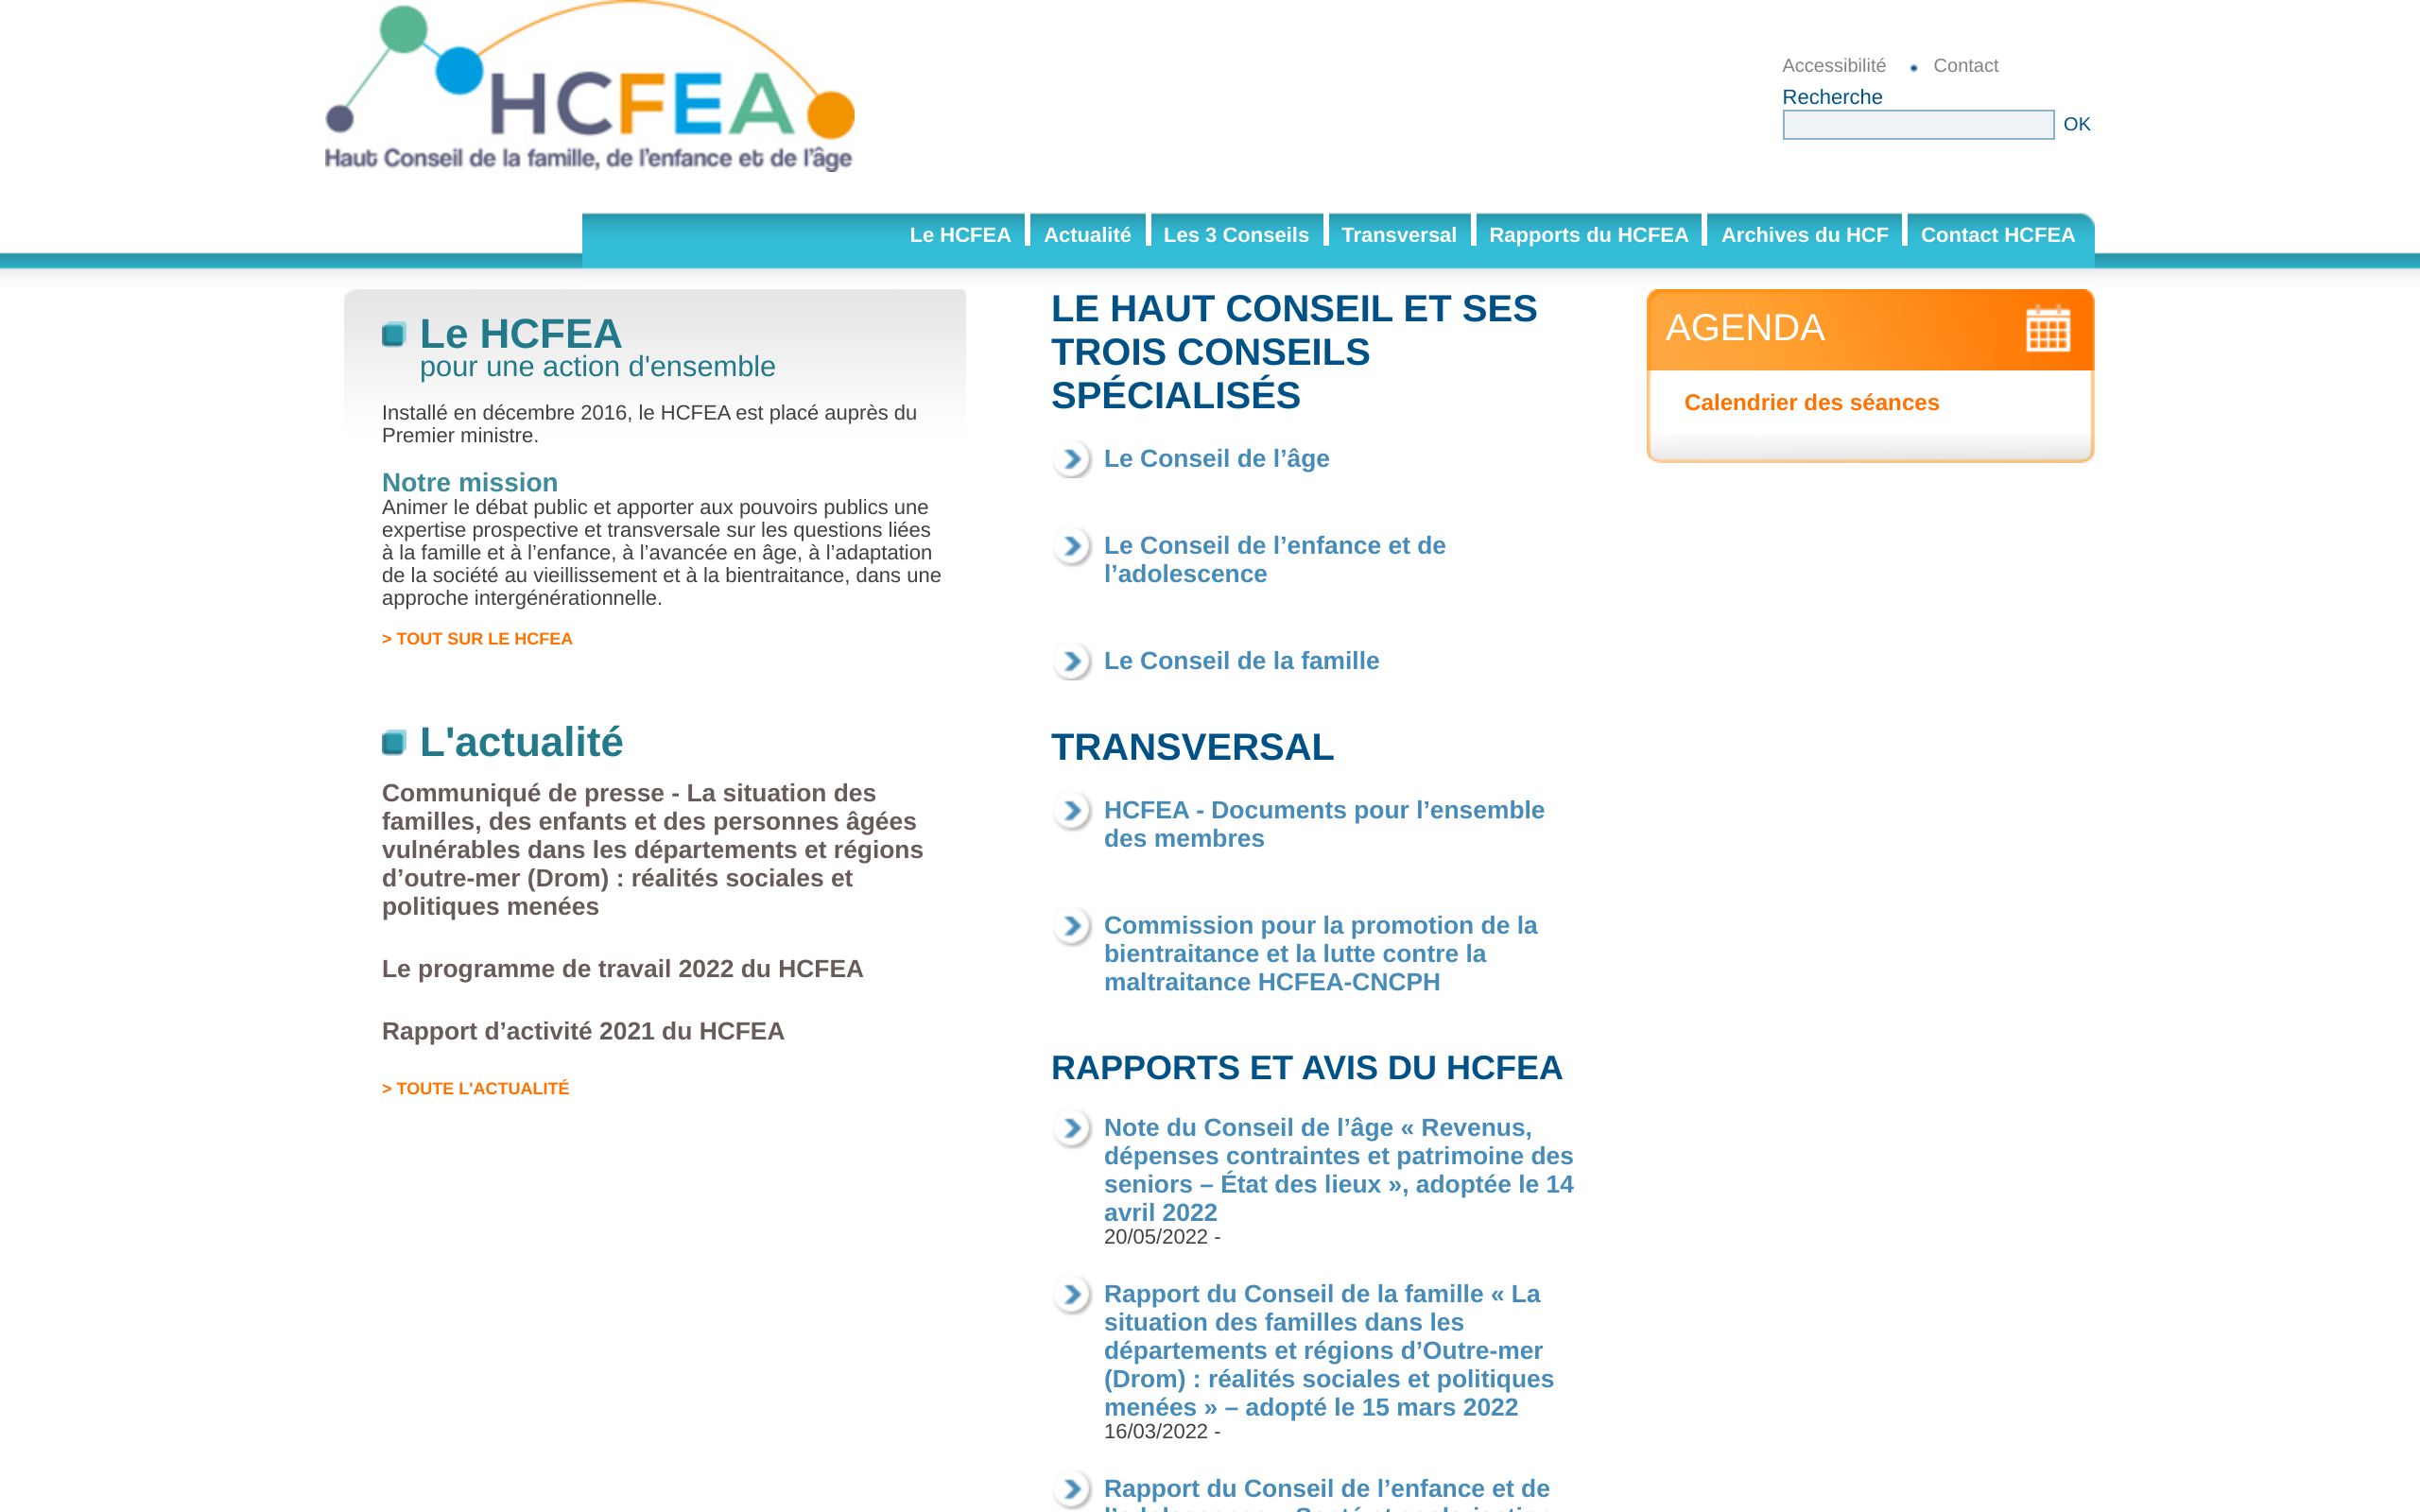 HCFEA
Haut Conseil de la famille, de l'enfance et de l'âge
Accessibilité
Contact
Recherche
OK
Le HCFEA
Actualité
Les 3 Conseils
Transversal
Rapports du HCFEA
Archives du HCF
Contact HCFEA
Le HCFEA
pour une action d'ensemble
Installé en décembre 2016, le HCFEA est placé auprès du
Premier ministre.
Notre mission
Animer le débat public et apporter aux pouvoirs publics une
expertise prospective et transversale sur les questions liées
à la famille et à l’enfance, à l’avancée en âge, à l’adaptation
de la société au vieillissement et à la bientraitance, dans une
approche intergénérationnelle.
> TOUT SUR LE HCFEA
L'actualité
Communiqué de presse - La situation des
familles, des enfants et des personnes âgées
vulnérables dans les départements et régions
d’outre-mer (Drom) : réalités sociales et
politiques menées
Le programme de travail 2022 du HCFEA
Rapport d’activité 2021 du HCFEA
> TOUTE L'ACTUALITÉ
LE HAUT CONSEIL ET SES
TROIS CONSEILS
SPÉCIALISÉS
Le Conseil de l’âge
Le Conseil de l’enfance et de
l’adolescence
Le Conseil de la famille
TRANSVERSAL
HCFEA - Documents pour l’ensemble
des membres
Commission pour la promotion de la
bientraitance et la lutte contre la
maltraitance HCFEA-CNCPH
RAPPORTS ET AVIS DU HCFEA
Note du Conseil de l’âge « Revenus,
dépenses contraintes et patrimoine des
seniors – État des lieux », adoptée le 14
avril 2022
20/05/2022 -
Rapport du Conseil de la famille « La
situation des familles dans les
départements et régions d’Outre-mer
(Drom) : réalités sociales et politiques
menées » – adopté le 15 mars 2022
16/03/2022 -
Rapport du Conseil de l’enfance et de
AGENDA
Calendrier des séances